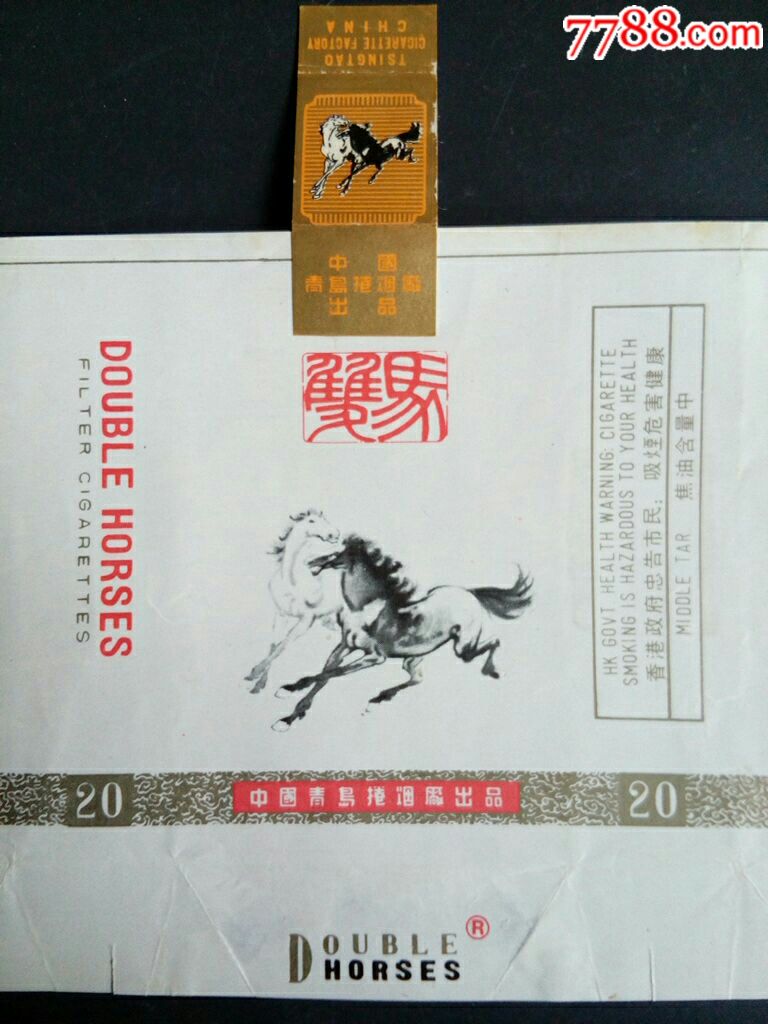 7788.com
TSINGTAO
CIGARETTE FACTORY
CHINA
中國
青島捲烟廠
出品
雙馬
DOUBLE HORSES
FILTER CIGARETTES
HK GOVT HEALTH WARNING: CIGARETTE
SMOKING IS HAZARDOUS TO YOUR HEALTH
香港政府忠告市民：吸煙危害健康
MIDDLE TAR 焦油含量中
20
中國青島捲烟廠出品
20
DOUBLE ®
HORSES